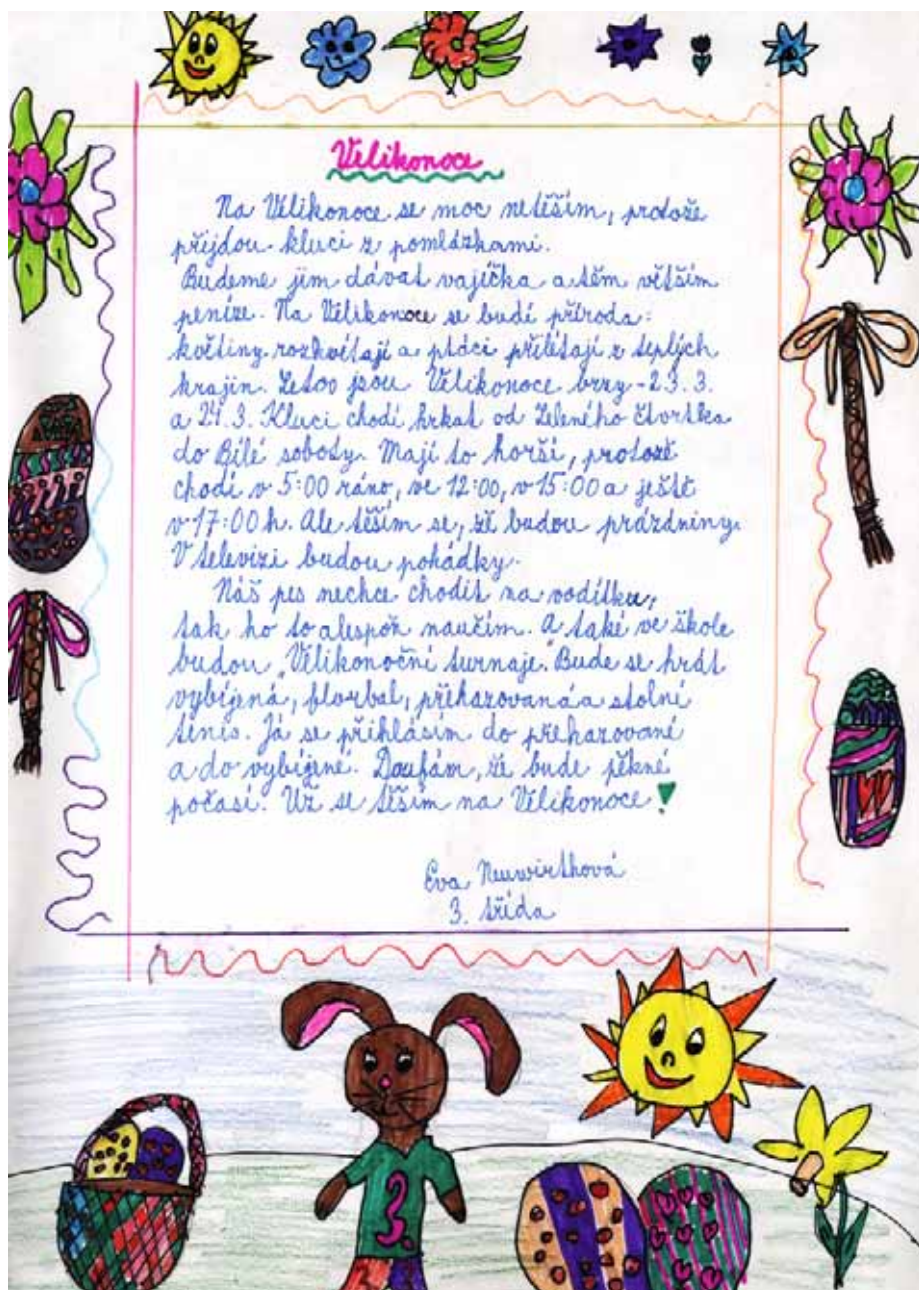 Velikonoce
Na Velikonoce se moc netěším, protože
přijdou kluci z pomlázkami.
Budeme jim dávat vajíčka a těm větším
peníze. Na Velikonoce se budí příroda:
květiny rozkvétají a ptáci přilétají z teplých
krajin. Letos jsou Velikonoce brzy - 23.3.
a 24.3. Kluci chodí hrkat od Zeleného čtvrtka
do Bílé soboty. Mají to horší, protože
chodí v 5:00 ráno, ve 12:00, v 15:00 a ještě
v 17:00 h. Ale těším se, že budou prázdniny.
V televizi budou pohádky.
Náš pes nechce chodit na vodítku,
tak ho to alespoň naučím. A také ve škole
budou „Velikonoční turnaje". Bude se hrát
vybíjená, florbal, přehazovaná a stolní
tenis. Já se přihlásím do přehazované
a do vybíjené. Doufám, že bude pěkné
počasí. Už se těším na Velikonoce!
Eva Neuwirthová
3. třída
3.